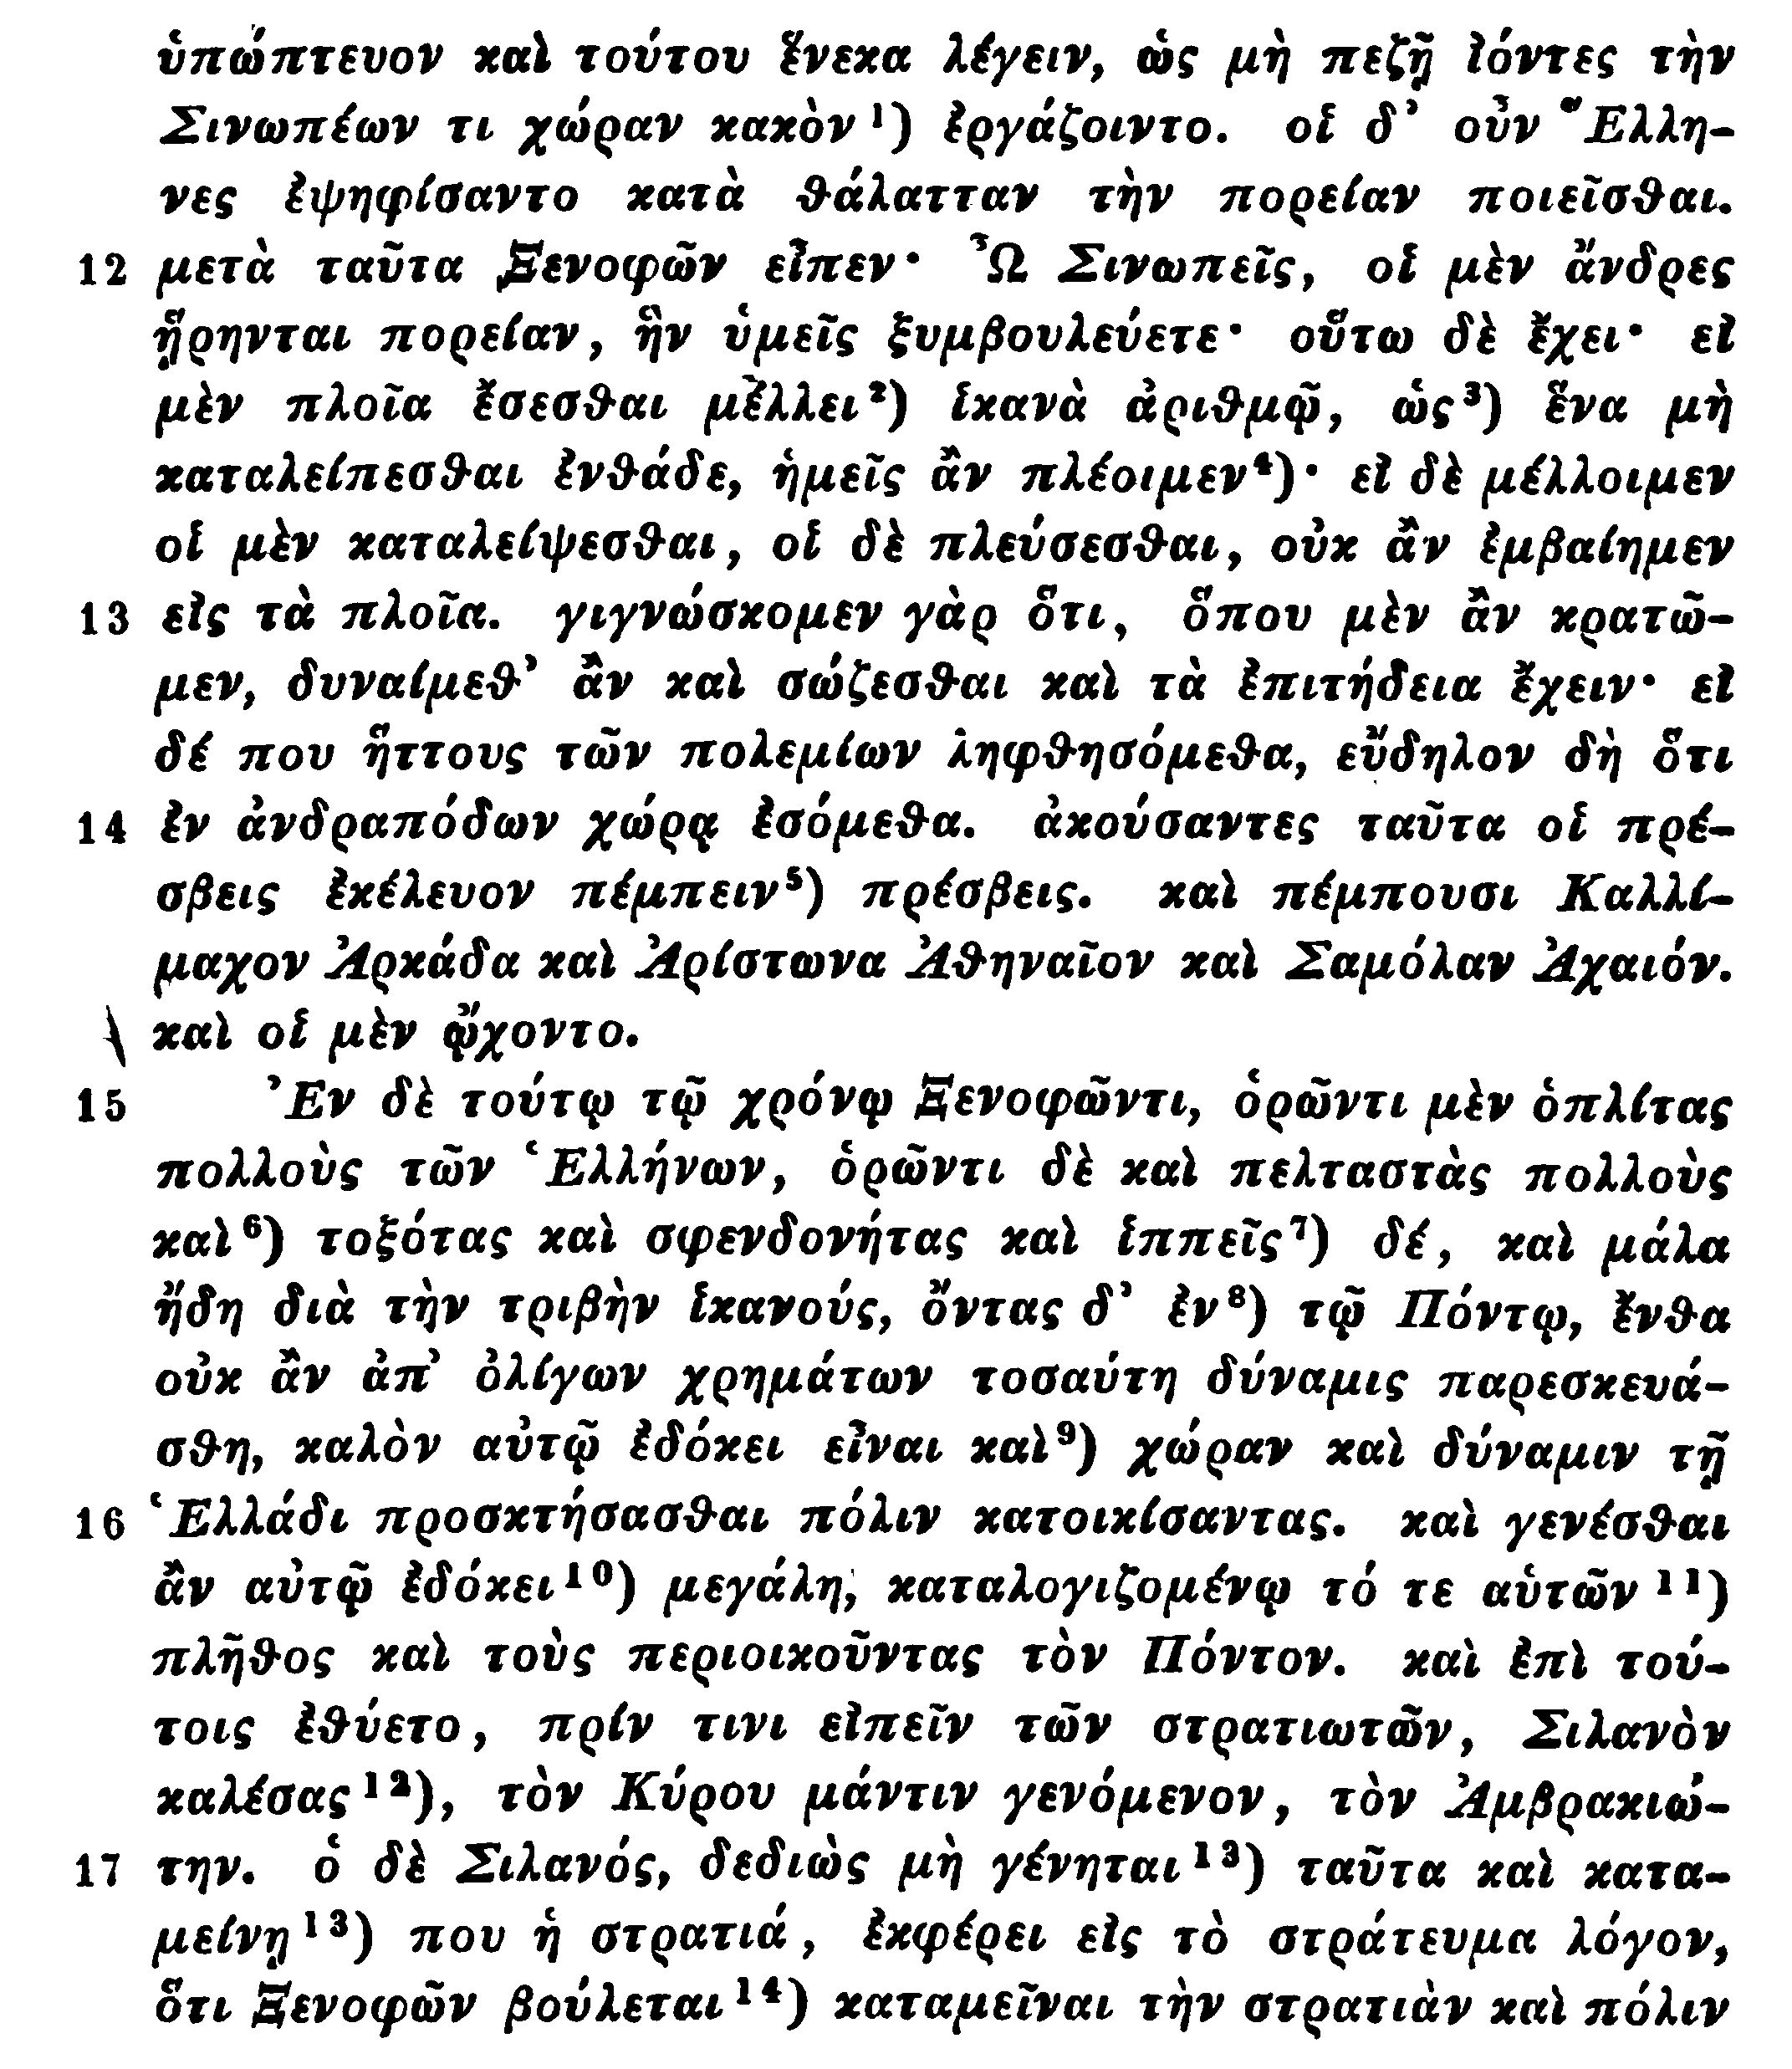 ὑπώπτευον καὶ τούτου ἕνεκα λέγειν, ὡς μὴ πεζῇ ἰόντες τὴν
Σινωπέων τι χώραν κακὸν¹) ἐργάζοιντο. οἱ δ’ οὖν Ἕλλη-
νες ἐψηφίσαντο κατὰ θάλατταν τὴν πορείαν ποιεῖσθαι.
12 μετὰ ταῦτα Ξενοφῶν εἶπεν· Ὦ Σινωπεῖς, οἱ μὲν ἄνδρες
ᾕρηνται πορείαν, ἣν ὑμεῖς ξυμβουλεύετε· οὕτω δὲ ἔχει· εἰ
μὲν πλοῖα ἔσεσθαι μέλλει²) ἱκανὰ ἀριθμῷ, ὡς³) ἕνα μὴ
καταλείπεσθαι ἐνθάδε, ἡμεῖς ἂν πλέοιμεν⁴)· εἰ δὲ μέλλοιμεν
οἱ μὲν καταλείψεσθαι, οἱ δὲ πλεύσεσθαι, οὐκ ἂν ἐμβαίημεν
13 εἰς τὰ πλοῖα. γιγνώσκομεν γὰρ ὅτι, ὅπου μὲν ἂν κρατῶ-
μεν, δυναίμεθ’ ἂν καὶ σώζεσθαι καὶ τὰ ἐπιτήδεια ἔχειν· εἰ
δέ που ἥττους τῶν πολεμίων ληφθησόμεθα, εὔδηλον δὴ ὅτι
14 ἐν ἀνδραπόδων χώρᾳ ἐσόμεθα. ἀκούσαντες ταῦτα οἱ πρέ-
σβεις ἐκέλευον πέμπειν⁵) πρέσβεις. καὶ πέμπουσι Καλλί-
μαχον Ἀρκάδα καὶ Ἀρίστωνα Ἀθηναῖον καὶ Σαμόλαν Ἀχαιόν.
καὶ οἱ μὲν ᾤχοντο.
15 Ἐν δὲ τούτῳ τῷ χρόνῳ Ξενοφῶντι, ὁρῶντι μὲν ὁπλίτας
πολλοὺς τῶν Ἑλλήνων, ὁρῶντι δὲ καὶ πελταστὰς πολλοὺς
καὶ⁶) τοξότας καὶ σφενδονήτας καὶ ἱππεῖς⁷) δέ, καὶ μάλα
ἤδη διὰ τὴν τριβὴν ἱκανούς, ὄντας δ’ ἐν⁸) τῷ Πόντῳ, ἔνθα
οὐκ ἂν ἀπ’ ὀλίγων χρημάτων τοσαύτη δύναμις παρεσκευά-
σθη, καλὸν αὐτῷ ἐδόκει εἶναι καὶ⁹) χώραν καὶ δύναμιν τῇ
16 Ἑλλάδι προσκτήσασθαι πόλιν κατοικίσαντας. καὶ γενέσθαι
ἂν αὐτῷ ἐδόκει¹⁰) μεγάλη, καταλογιζομένῳ τό τε αὑτῶν¹¹)
πλῆθος καὶ τοὺς περιοικοῦντας τὸν Πόντον. καὶ ἐπὶ τού-
τοις ἐθύετο, πρίν τινι εἰπεῖν τῶν στρατιωτῶν, Σιλανὸν
καλέσας¹²), τὸν Κύρου μάντιν γενόμενον, τὸν Ἀμβρακιώ-
17 την. ὁ δὲ Σιλανός, δεδιὼς μὴ γένηται¹³) ταῦτα καὶ κατα-
μείνῃ¹³) που ἡ στρατιά, ἐκφέρει εἰς τὸ στράτευμα λόγον,
ὅτι Ξενοφῶν βούλεται¹⁴) καταμεῖναι τὴν στρατιὰν καὶ πόλιν